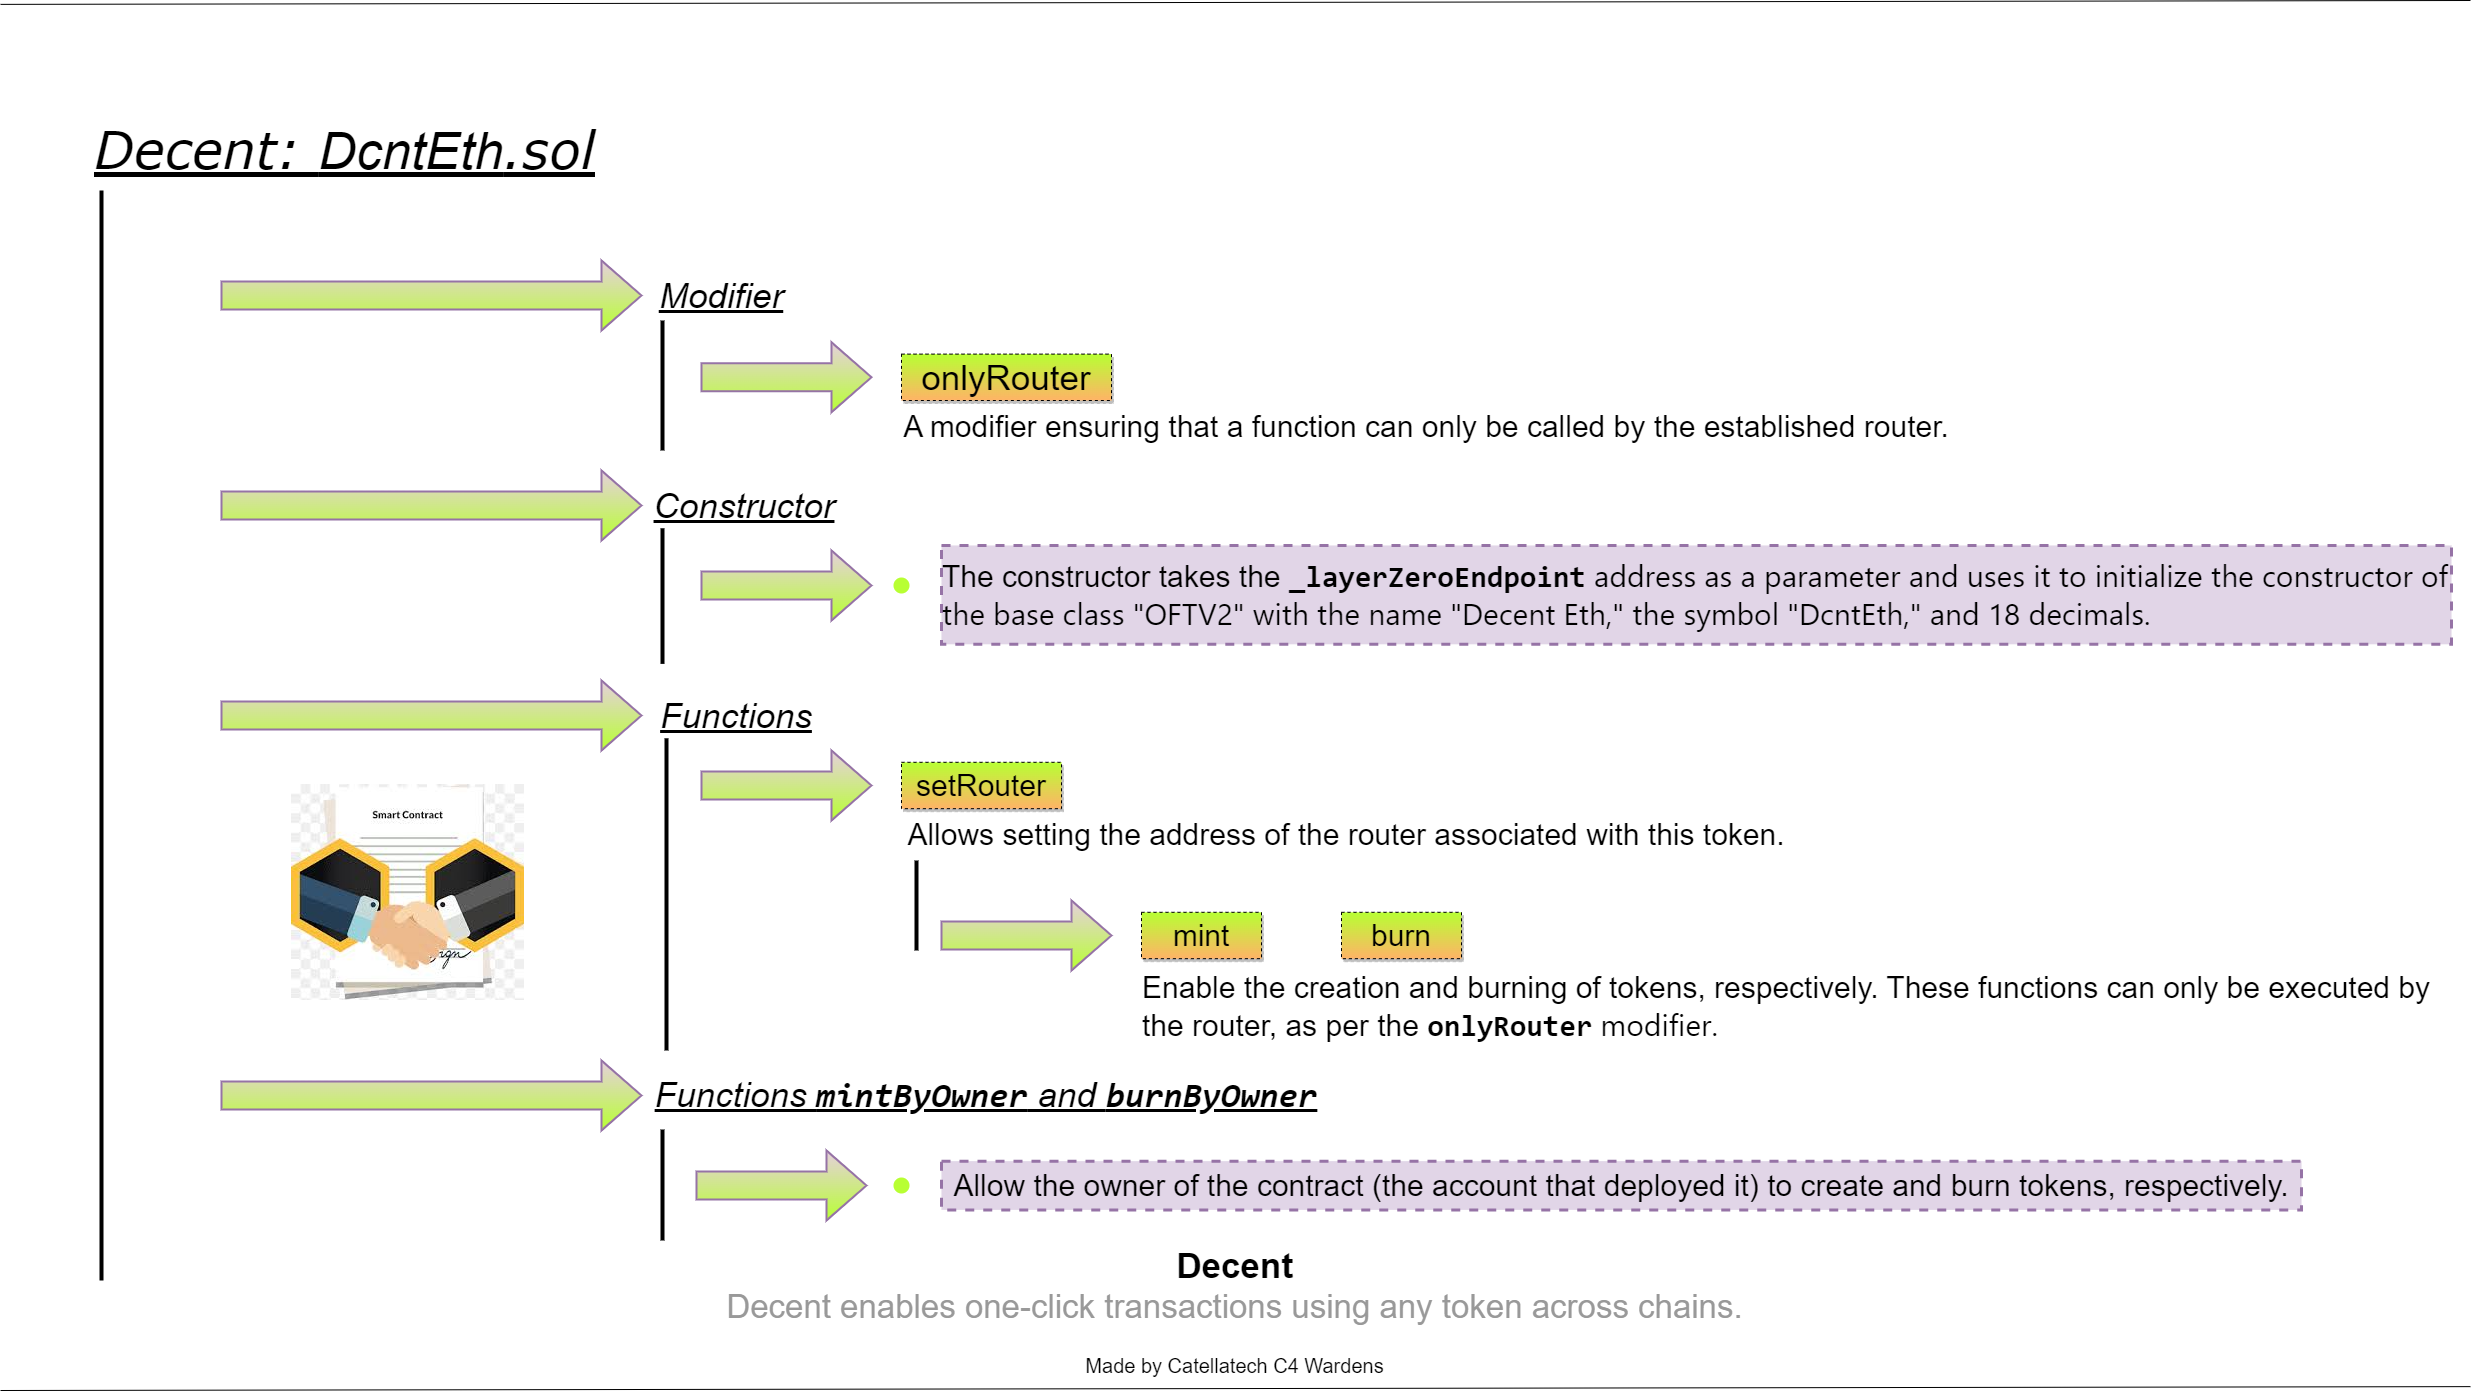 Decent: DcntEth.sol
Modifier
onlyRouter
A modifier ensuring that a function can only be called by the established router.
Constructor
The constructor takes the _layerZeroEndpoint address as a parameter and uses it to initialize the constructor of
the base class "OFTV2" with the name "Decent Eth," the symbol "DcntEth," and 18 decimals.
Functions
setRouter
Smart Contract
Allows setting the address of the router associated with this token.
mint burn
Enable the creation and burning of tokens, respectively. These functions can only be executed by
the router, as per the onlyRouter modifier.
Functions mintByOwner and burnByOwner
Allow the owner of the contract (the account that deployed it) to create and burn tokens, respectively.
Decent
Decent enables one-click transactions using any token across chains.
Made by Catellatech C4 Wardens